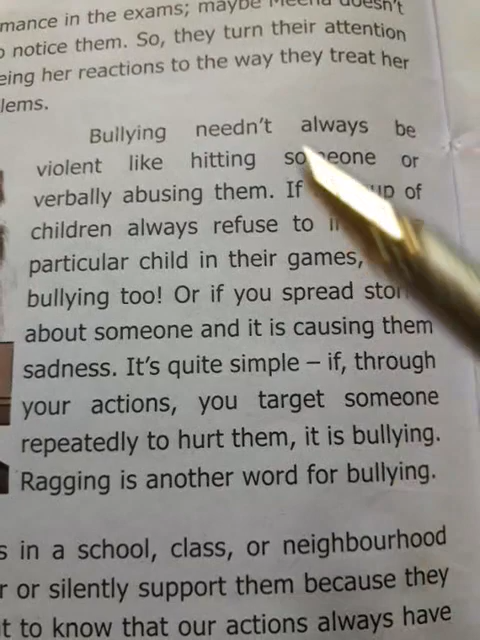 mance in the exams; maybe Meena doesn't
notice them. So, they turn their attention
eing her reactions to the way they treat her
lems.
Bullying needn't always be
violent like hitting someone or
verbally abusing them. If of
children always refuse to
particular child in their games,
bullying too! Or if you spread
about someone and it is causing them
sadness. It's quite simple – if, through
your actions, you target someone
repeatedly to hurt them, it is bullying.
Ragging is another word for bullying.
s in a school, class, or neighbourhood
r or silently support them because they
t to know that our actions always have